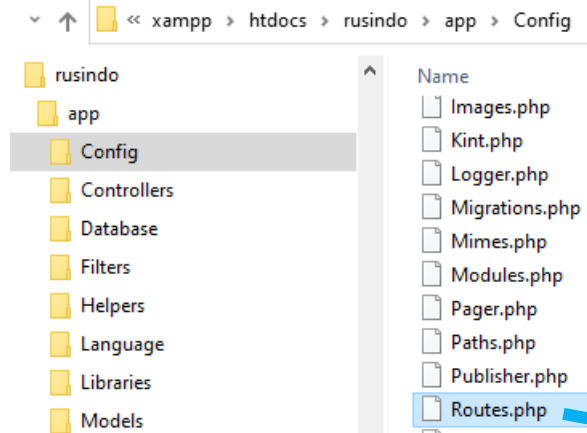 « xampp > htdocs > rusindo > app > Config
rusindo
app
Config
Controllers
Database
Filters
Helpers
Language
Libraries
Models
Name
Images.php
Kint.php
Logger.php
Migrations.php
Mimes.php
Modules.php
Pager.php
Paths.php
Publisher.php
Routes.php